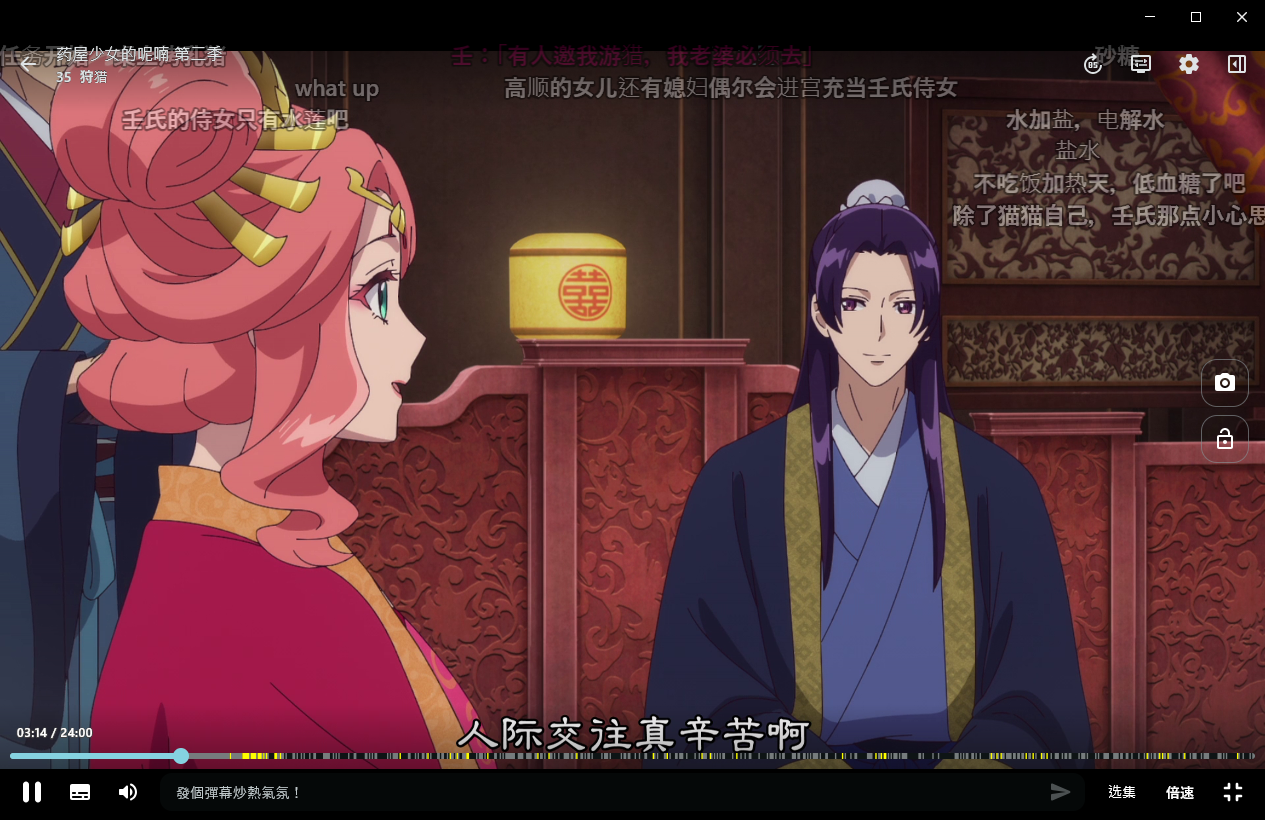 药屋少女的呢喃 第二季
35 狩猎
壬：「有人邀我游猎，我老婆必须去」
砂糖
85
what up
高顺的女儿还有媳妇偶尔会进宫充当壬氏侍女
壬氏的侍女只有水莲吧
水加盐，电解水
盐水
不吃饭加热天，低血糖了吧
除了猫猫自己，壬氏那点小心思
囍
人际交往真辛苦啊
03:14 / 24:00
發個彈幕炒熱氣氛！
选集
倍速